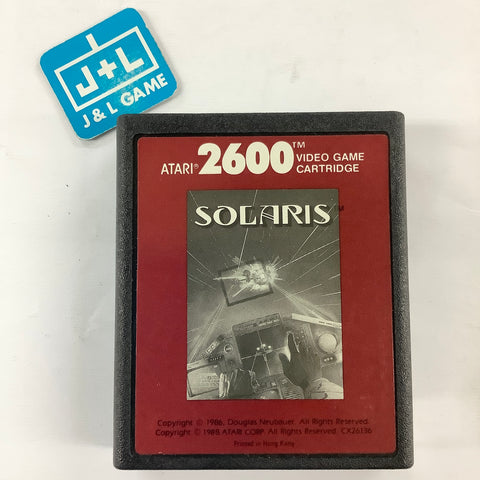 J+L
J & L GAME
ATARI® 2600™ VIDEO GAME CARTRIDGE
SOLARIS™
Copyright © 1986, Douglas Neubauer. All Rights Reserved.
Copyright © 1988 ATARI CORP. All Rights Reserved. CX26136
Printed in Hong Kong